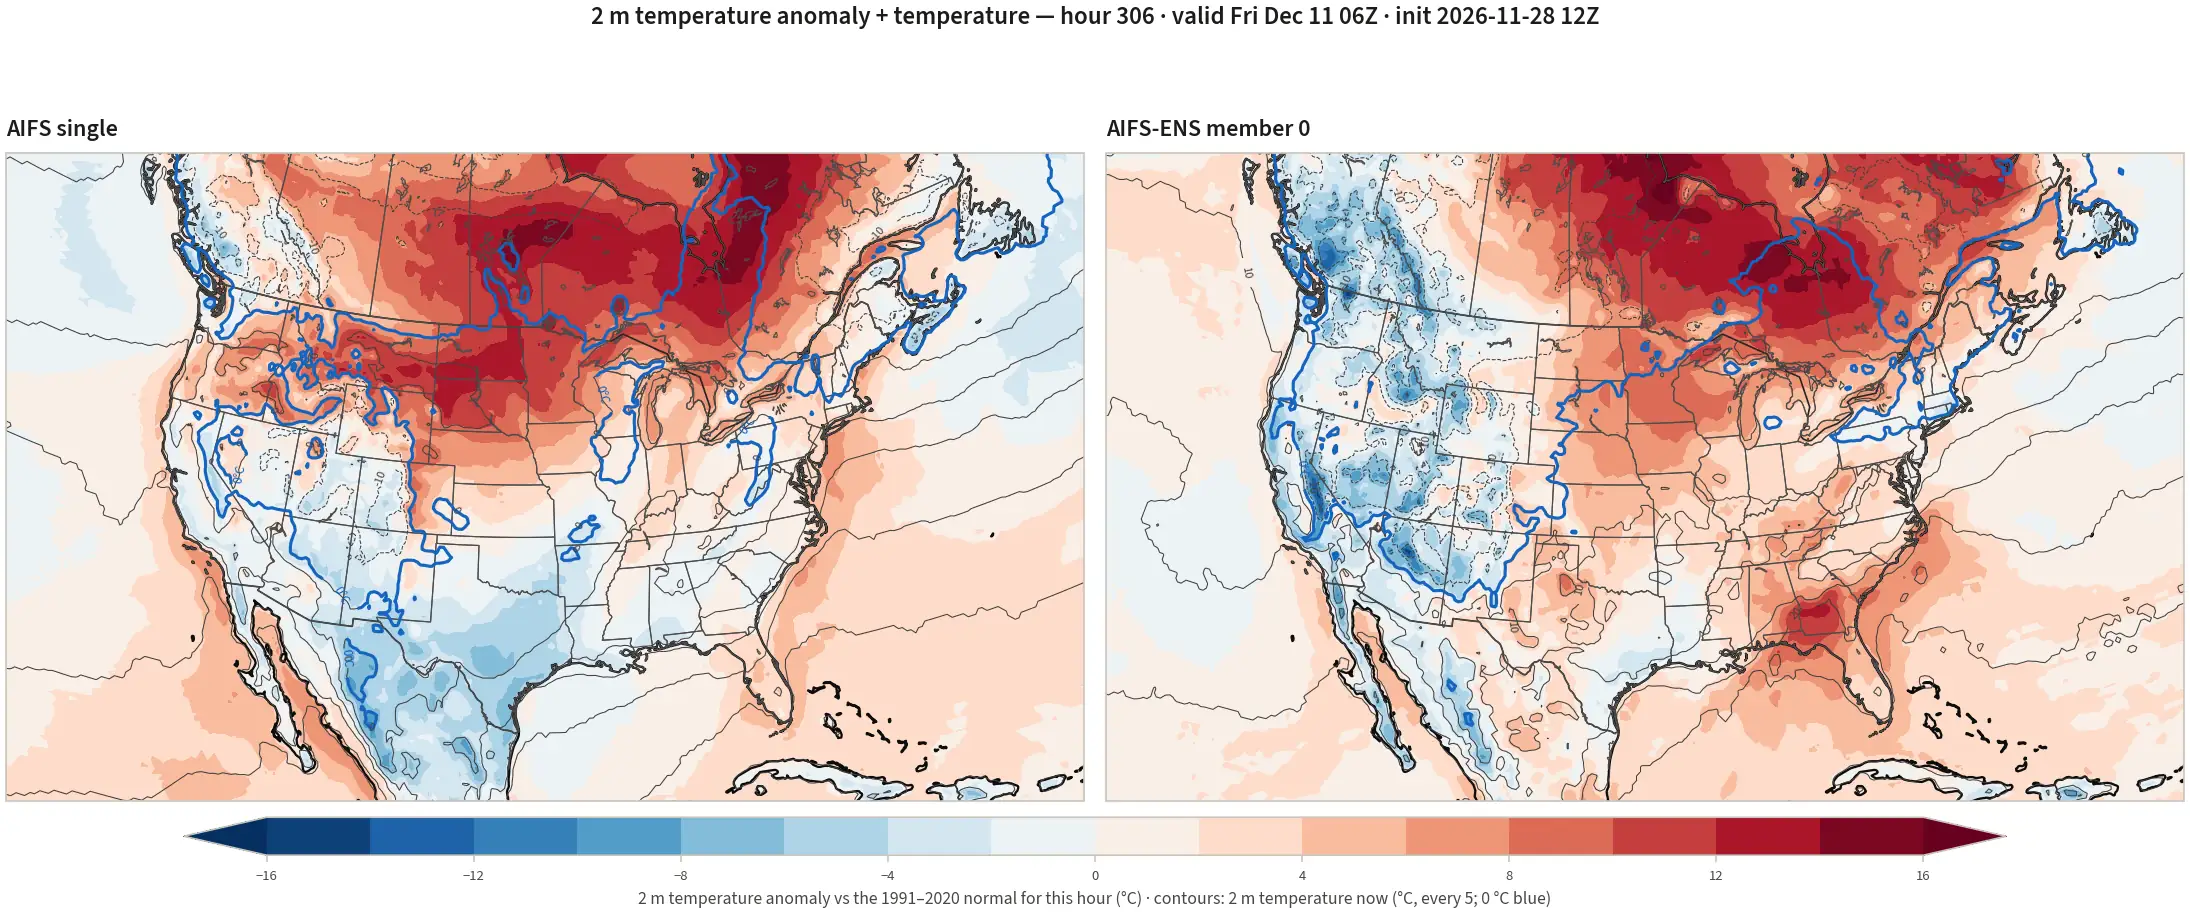 2 m temperature anomaly + temperature — hour 306 · valid Fri Dec 11 06Z · init 2026-11-28 12Z
AIFS single
AIFS-ENS member 0
−16 −12 −8 −4 0 4 8 12 16
2 m temperature anomaly vs the 1991–2020 normal for this hour (°C) · contours: 2 m temperature now (°C, every 5; 0 °C blue)